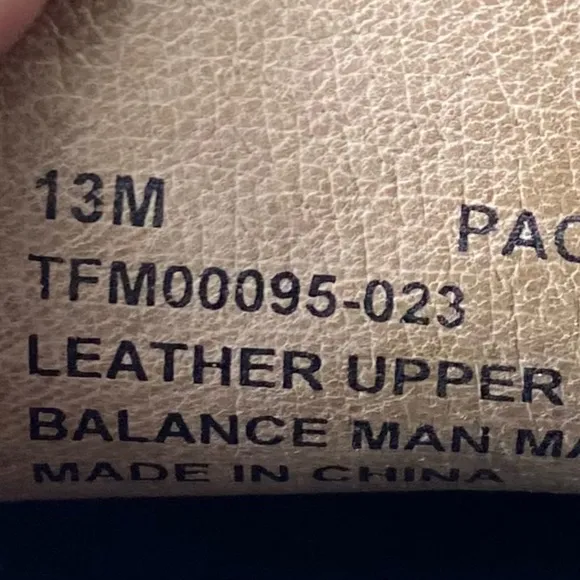 13M PAC
TFM00095-023
LEATHER UPPER
BALANCE MAN MA
MADE IN CHINA